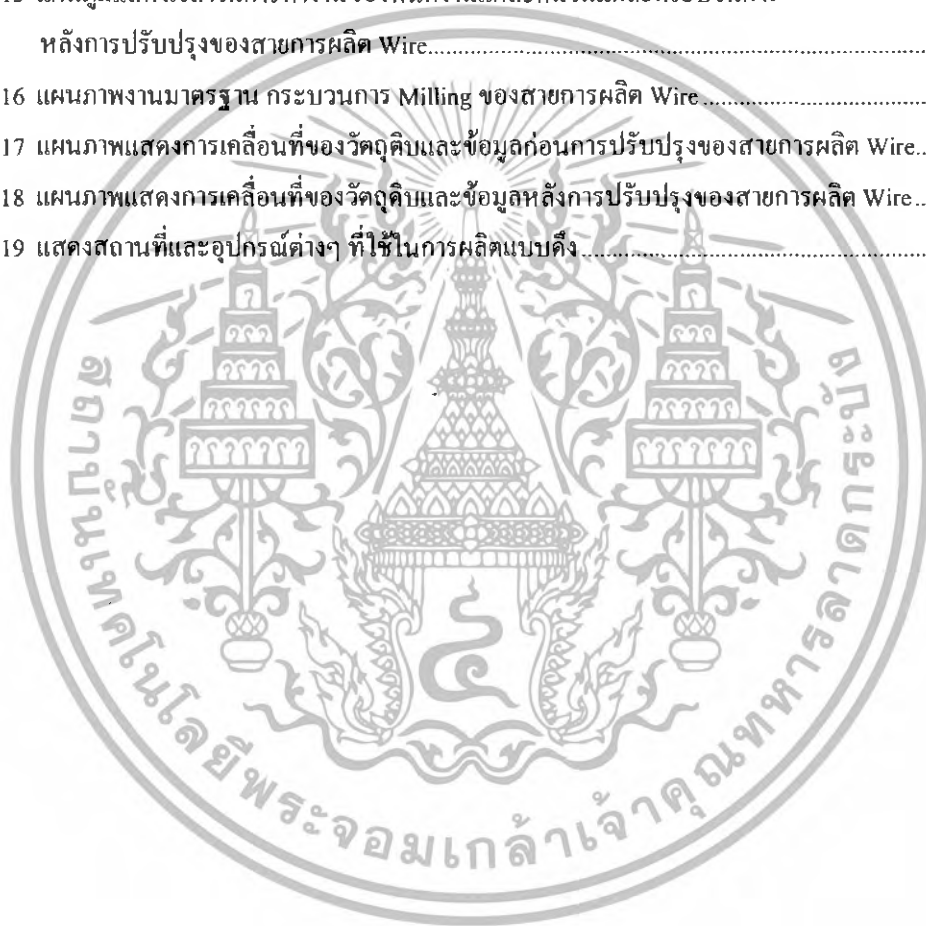 หลังการปรับปรุงของสายการผลิต Wire
16 แผนภาพงานมาตรฐาน กระบวนการ Milling ของสายการผลิต Wire
17 แผนภาพแสดงการเคลื่อนที่ของวัตถุดิบและข้อมูลก่อนการปรับปรุงของสายการผลิต Wire
18 แผนภาพแสดงการเคลื่อนที่ของวัตถุดิบและข้อมูลหลังการปรับปรุงของสายการผลิต Wire
19 แสดงสถานที่และอุปกรณ์ต่างๆ ที่ใช้ในการผลิตแบบดึง
สถาบันเทคโนโลยีพระจอมเกล้าเจ้าคุณทหารลาดกระบัง